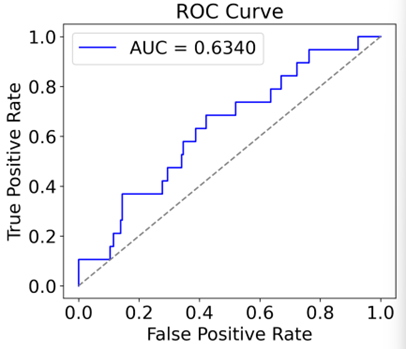 ROC Curve
AUC = 0.6340
True Positive Rate
1.0
0.8
0.6
0.4
0.2
0.0
0.0 0.2 0.4 0.6 0.8 1.0
False Positive Rate